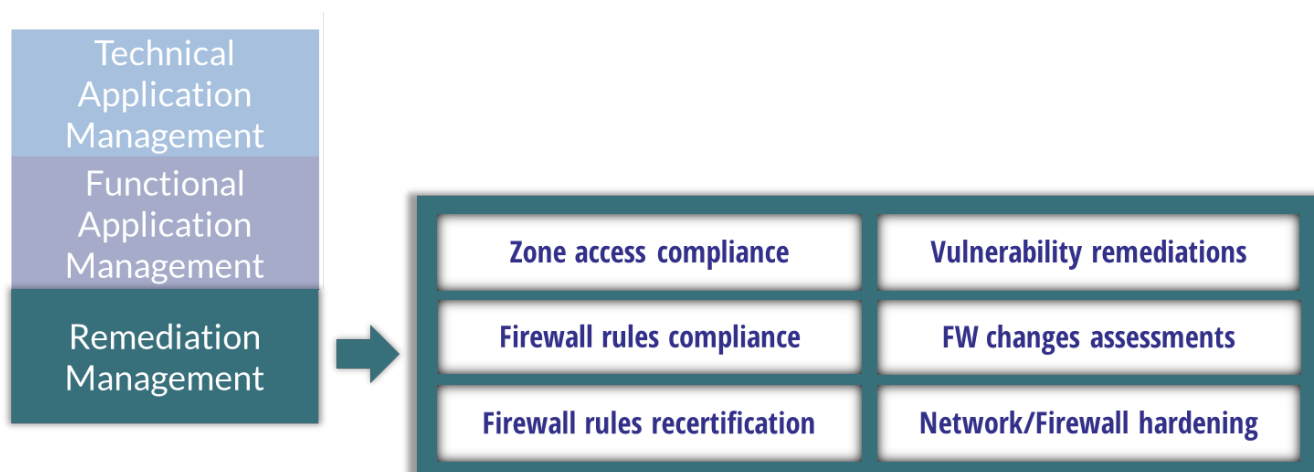 Technical
Application
Management
Functional
Application
Management
Remediation
Management
Zone access compliance
Vulnerability remediations
Firewall rules compliance
FW changes assessments
Firewall rules recertification
Network/Firewall hardening